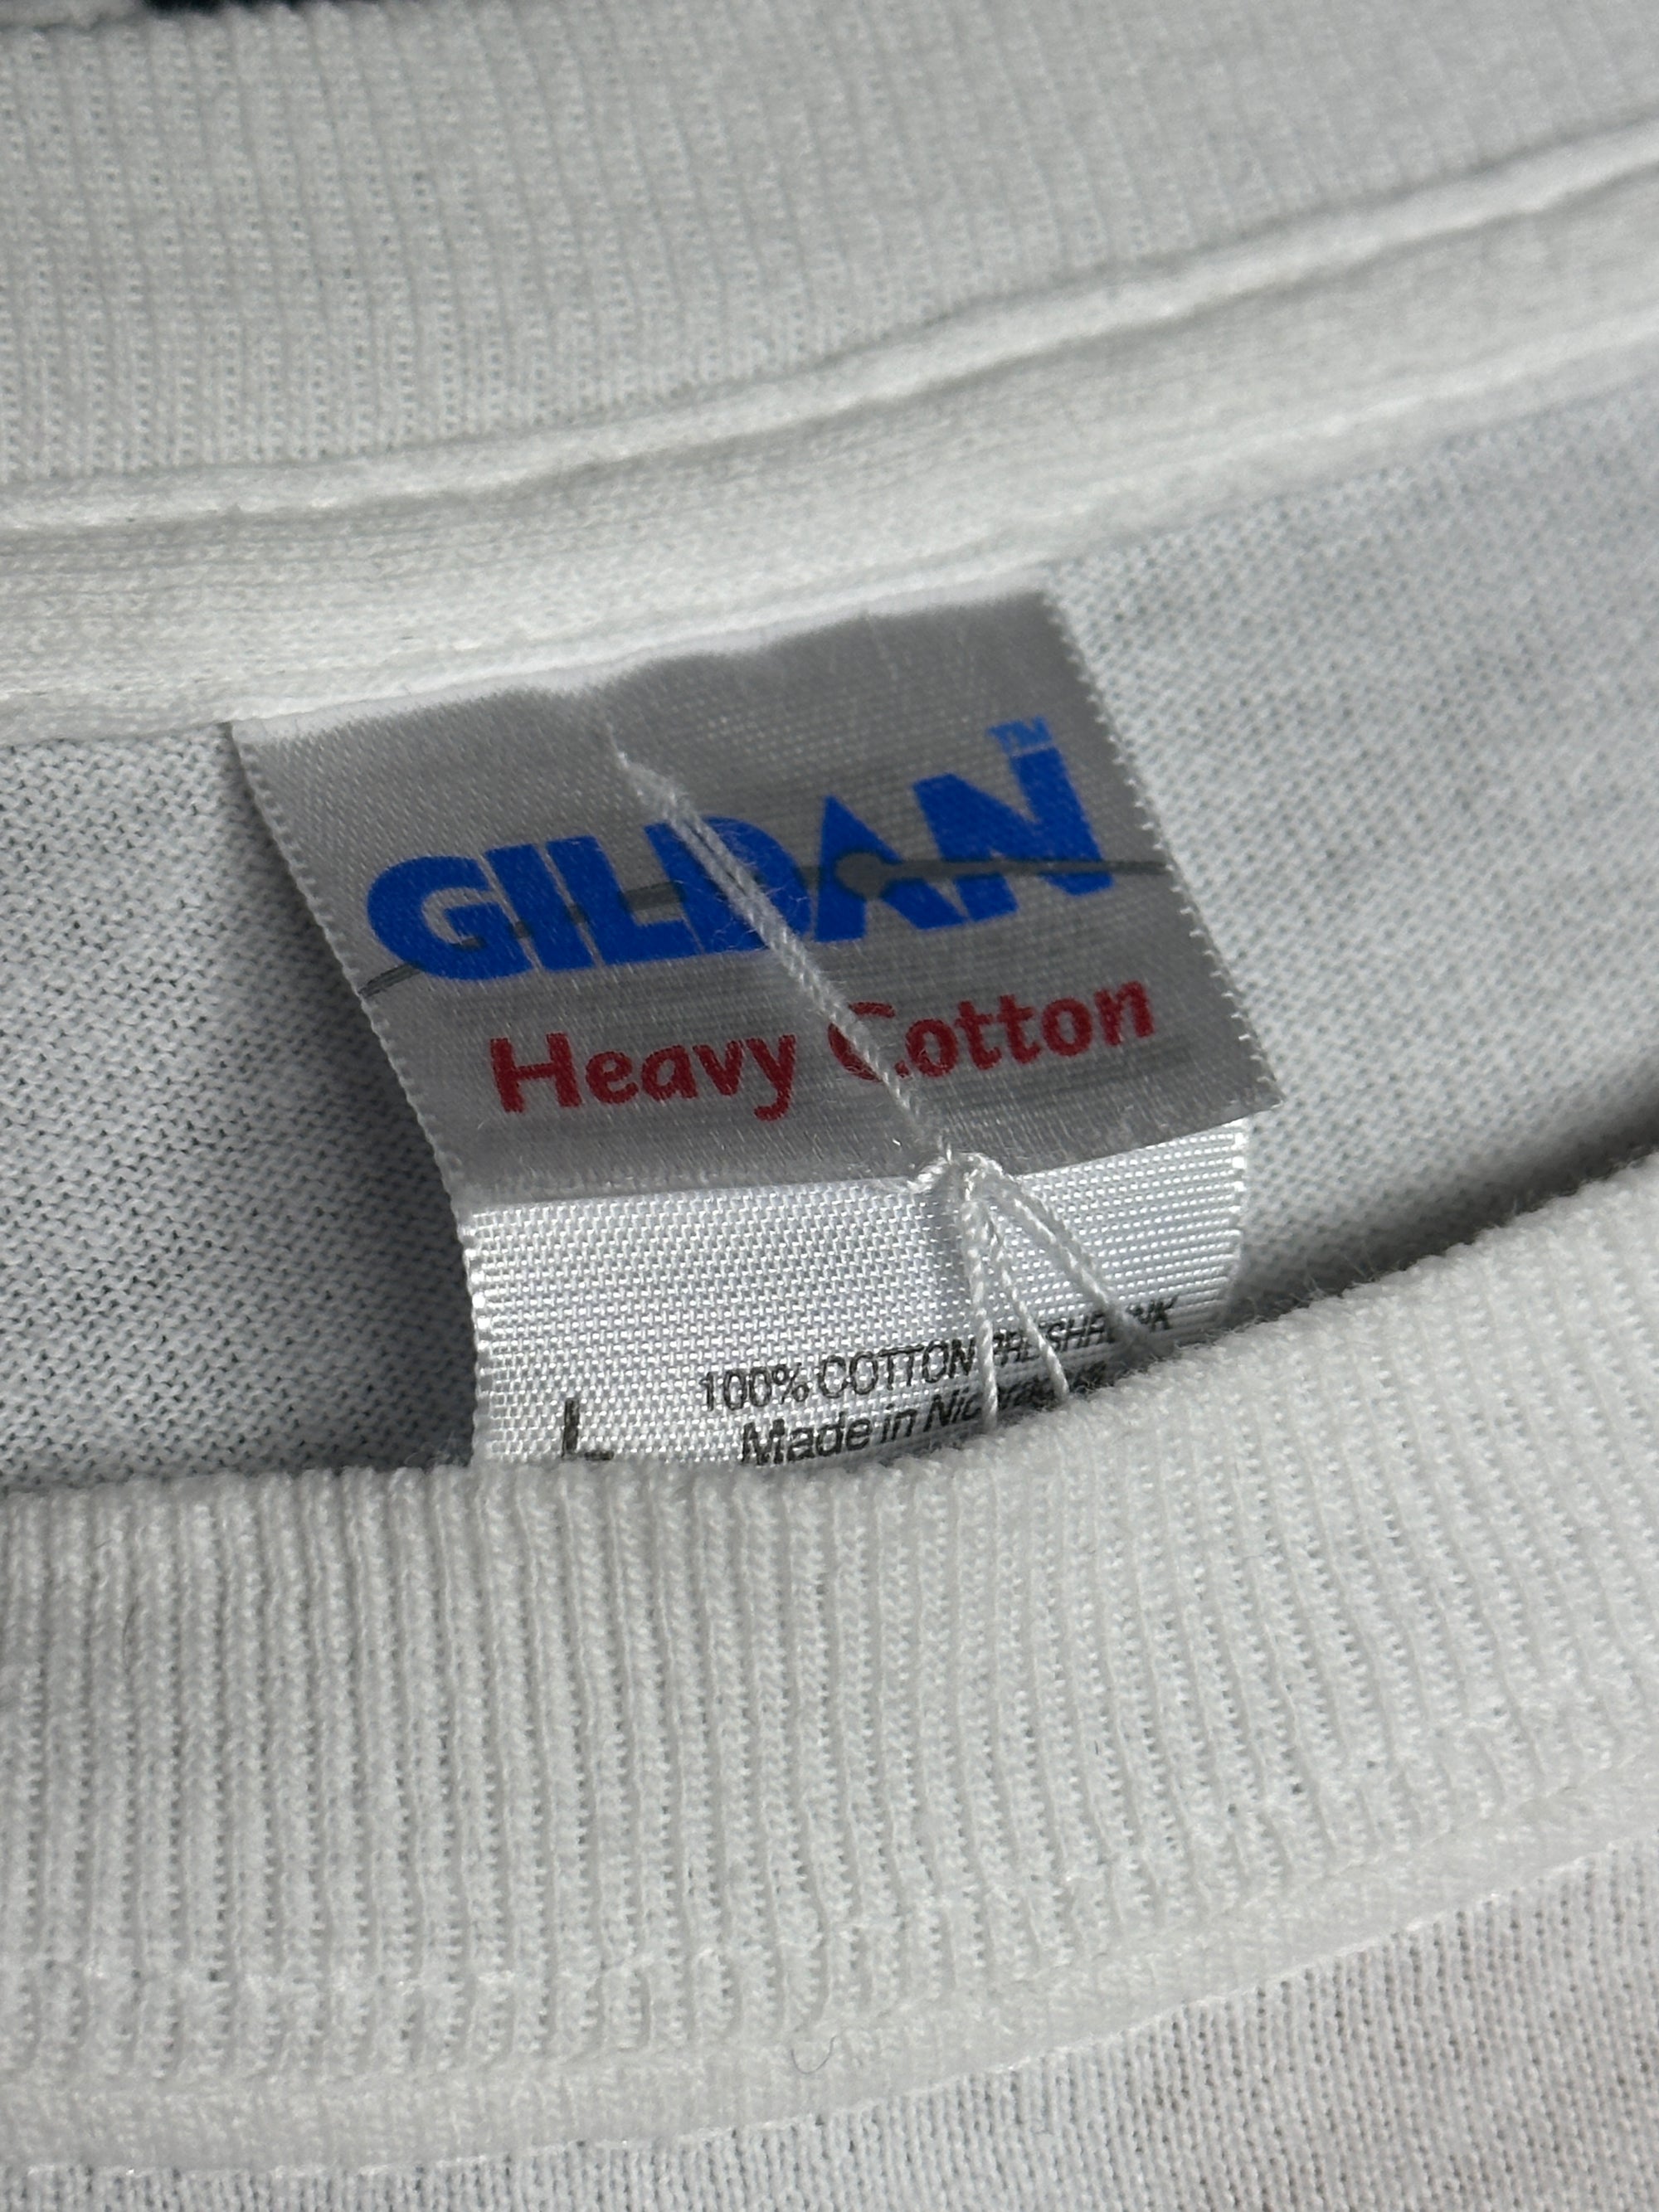 GILDAN™
Heavy Cotton
100% COTTON PRESHRUNK
L
Made in Nicaragua